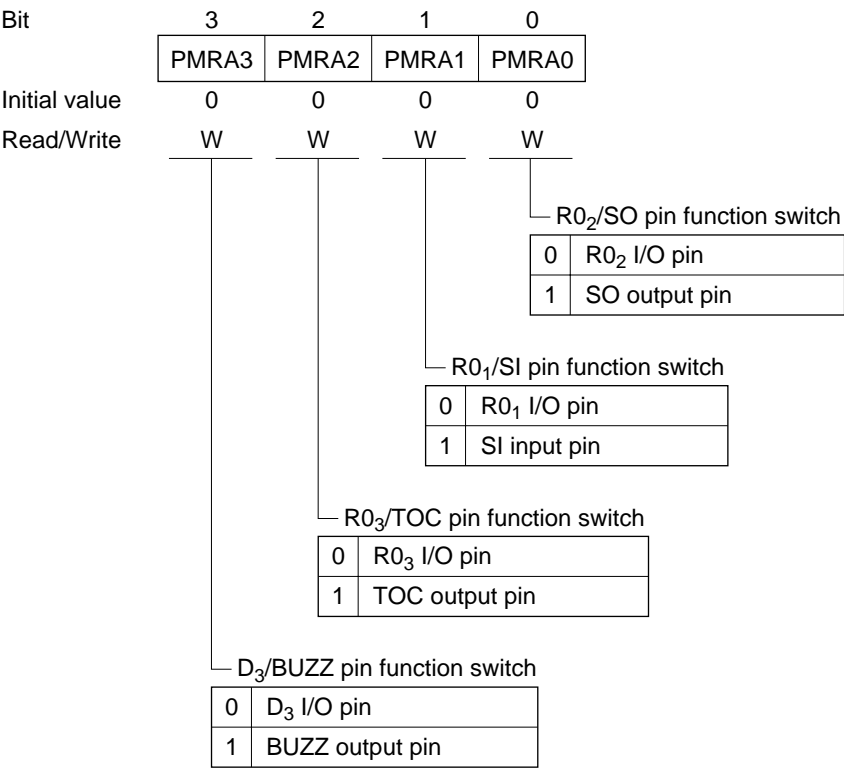 Bit 3 2 1 0
PMRA3 PMRA2 PMRA1 PMRA0
Initial value 0 0 0 0
Read/Write W W W W
R0₂/SO pin function switch
0 R0₂ I/O pin
1 SO output pin
R0₁/SI pin function switch
0 R0₁ I/O pin
1 SI input pin
R0₃/TOC pin function switch
0 R0₃ I/O pin
1 TOC output pin
D₃/BUZZ pin function switch
0 D₃ I/O pin
1 BUZZ output pin